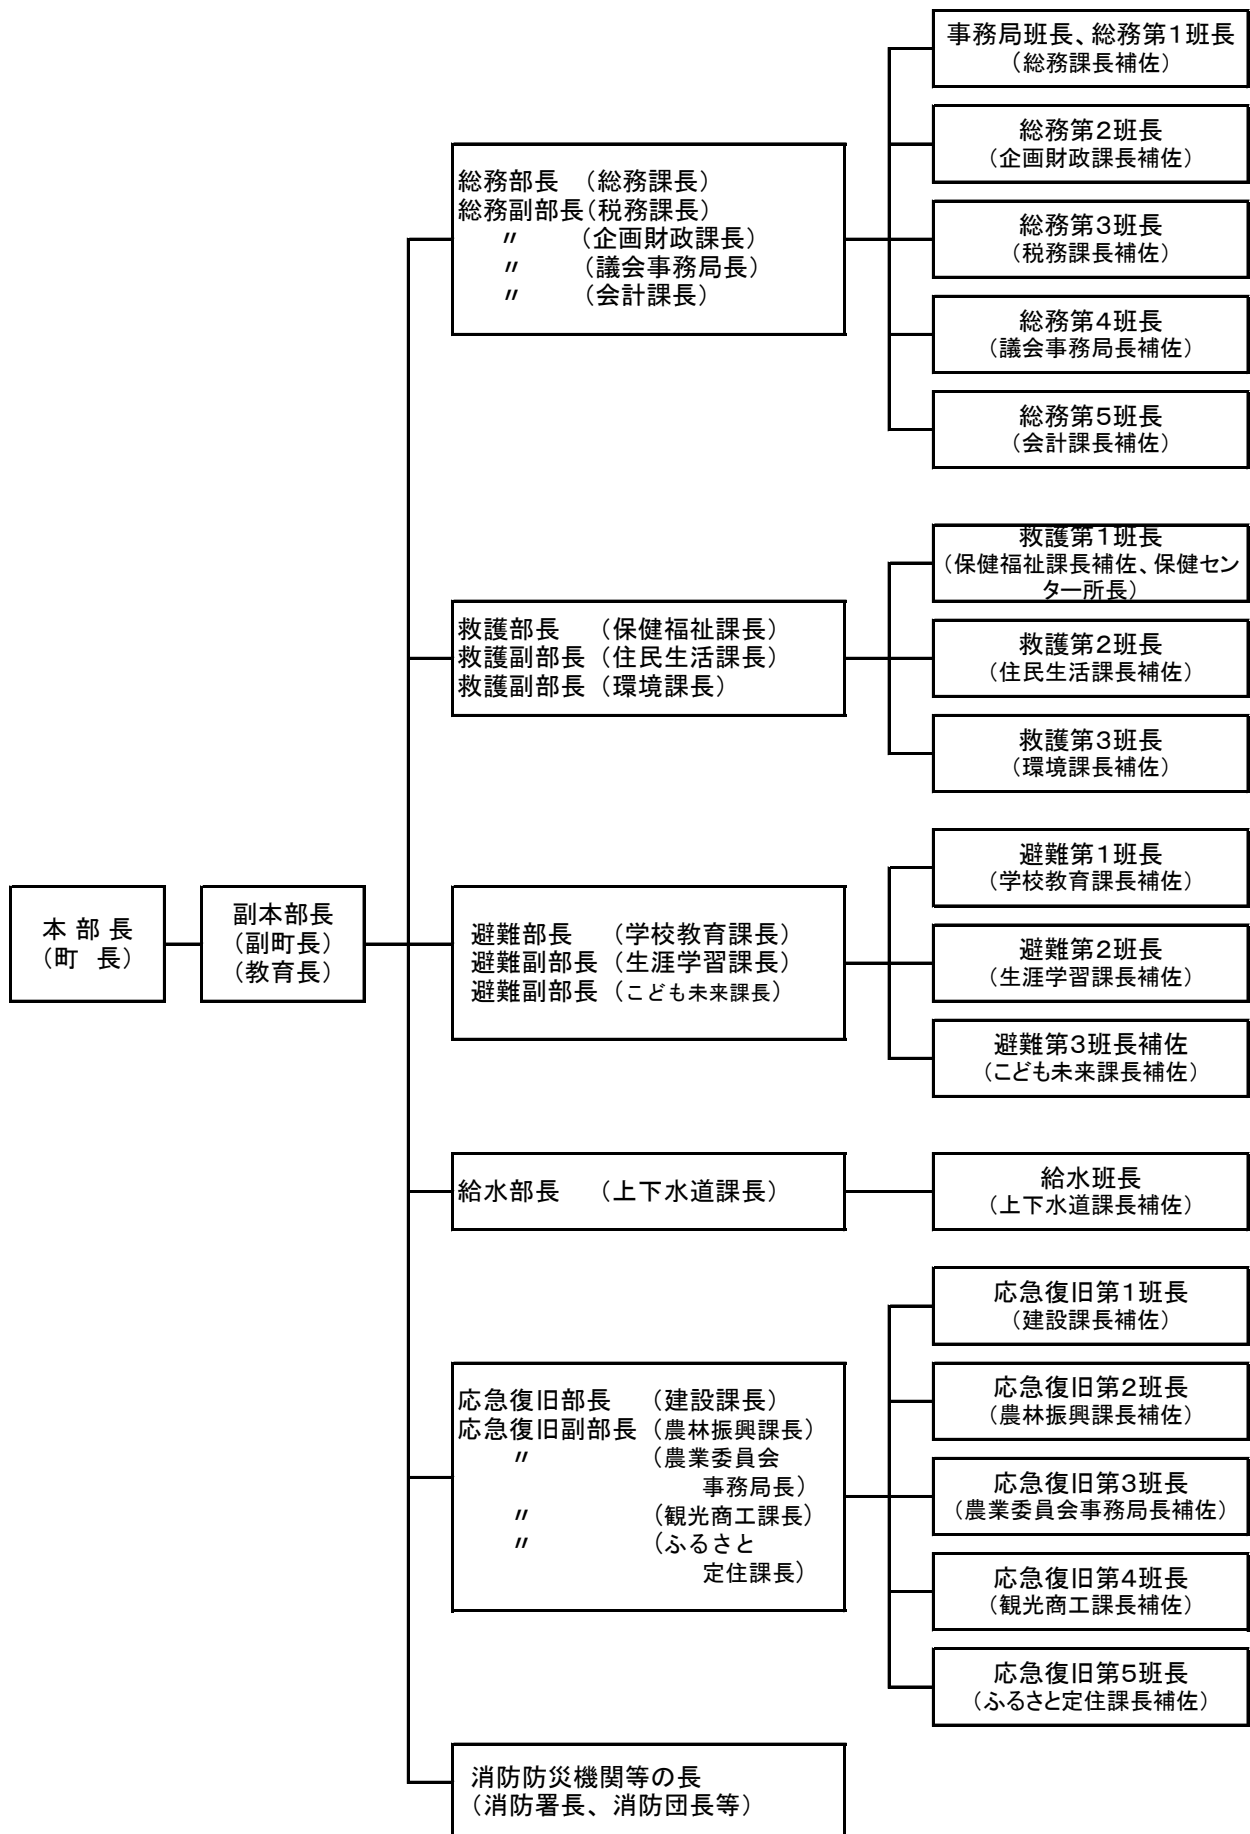 本 部 長
（町　長）
副本部長
（副町長）
（教育長）
総務部長　（総務課長）
総務副部長（税務課長）
〃　　　（企画財政課長）
〃　　　（議会事務局長）
〃　　　（会計課長）
事務局班長、総務第１班長
（総務課長補佐）
総務第２班長
（企画財政課長補佐）
総務第３班長
（税務課長補佐）
総務第４班長
（議会事務局長補佐）
総務第５班長
（会計課長補佐）
救護部長　　（保健福祉課長）
救護副部長（住民生活課長）
救護副部長（環境課長）
救護第１班長
（保健福祉課長補佐、保健セン
ター所長）
救護第２班長
（住民生活課長補佐）
救護第３班長
（環境課長補佐）
避難部長　　（学校教育課長）
避難副部長（生涯学習課長）
避難副部長（こども未来課長）
避難第１班長
（学校教育課長補佐）
避難第２班長
（生涯学習課長補佐）
避難第３班長補佐
（こども未来課長補佐）
給水部長　　（上下水道課長）
給水班長
（上下水道課長補佐）
応急復旧部長　　（建設課長）
応急復旧副部長（農林振興課長）
〃　　　　　（農業委員会
事務局長）
〃　　　　　（観光商工課長）
〃　　　　　（ふるさと
定住課長）
応急復旧第１班長
（建設課長補佐）
応急復旧第２班長
（農林振興課長補佐）
応急復旧第３班長
（農業委員会事務局長補佐）
応急復旧第４班長
（観光商工課長補佐）
応急復旧第５班長
（ふるさと定住課長補佐）
消防防災機関等の長
（消防署長、消防団長等）